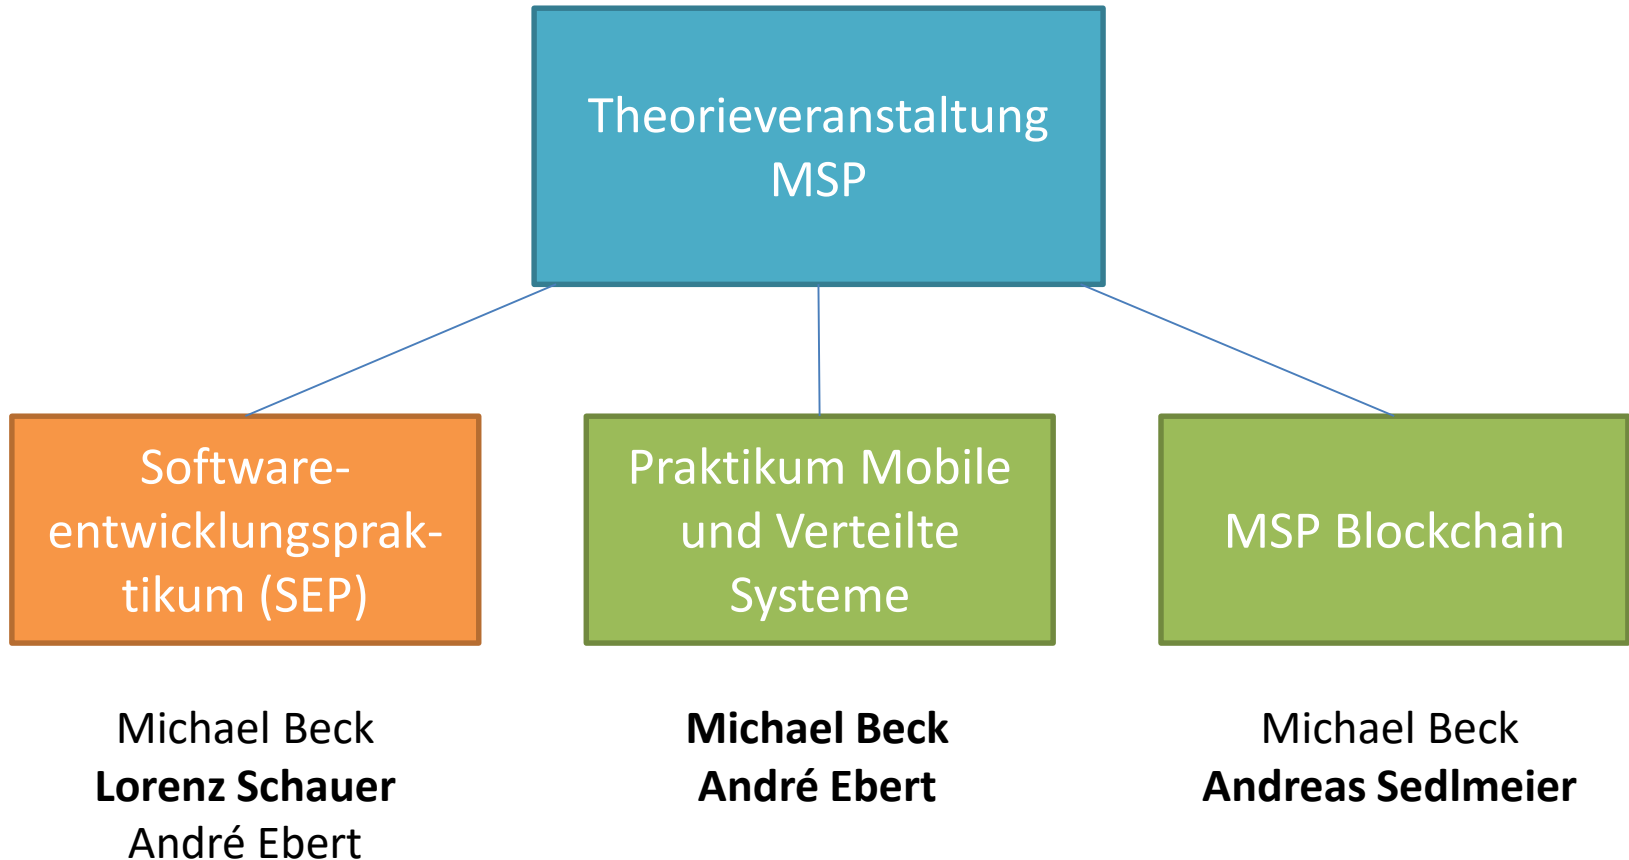 Theorieveranstaltung
MSP
Software-
entwicklungsprak-
tikum (SEP)
Praktikum Mobile
und Verteilte
Systeme
MSP Blockchain
Michael Beck
Lorenz Schauer
André Ebert
Michael Beck
André Ebert
Michael Beck
Andreas Sedlmeier